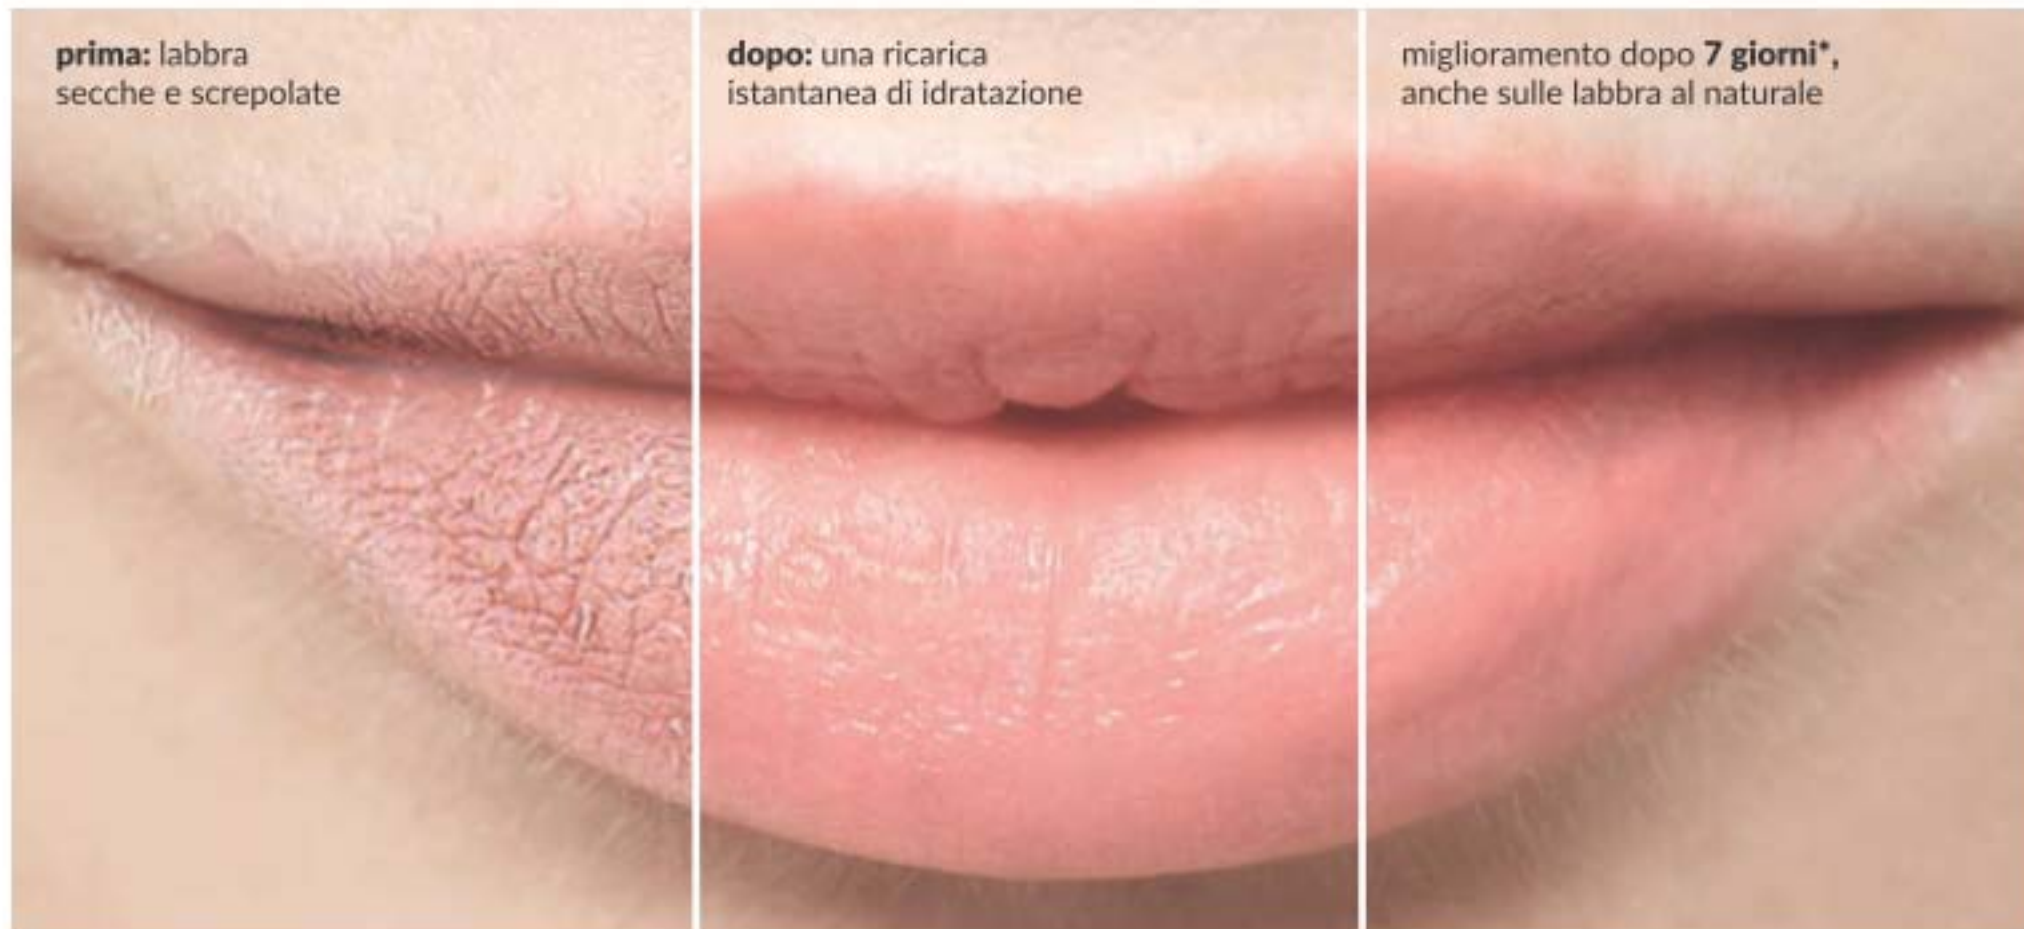 prima: labbra
secche e screpolate
dopo: una ricarica
istantanea di idratazione
miglioramento dopo 7 giorni*,
anche sulle labbra al naturale